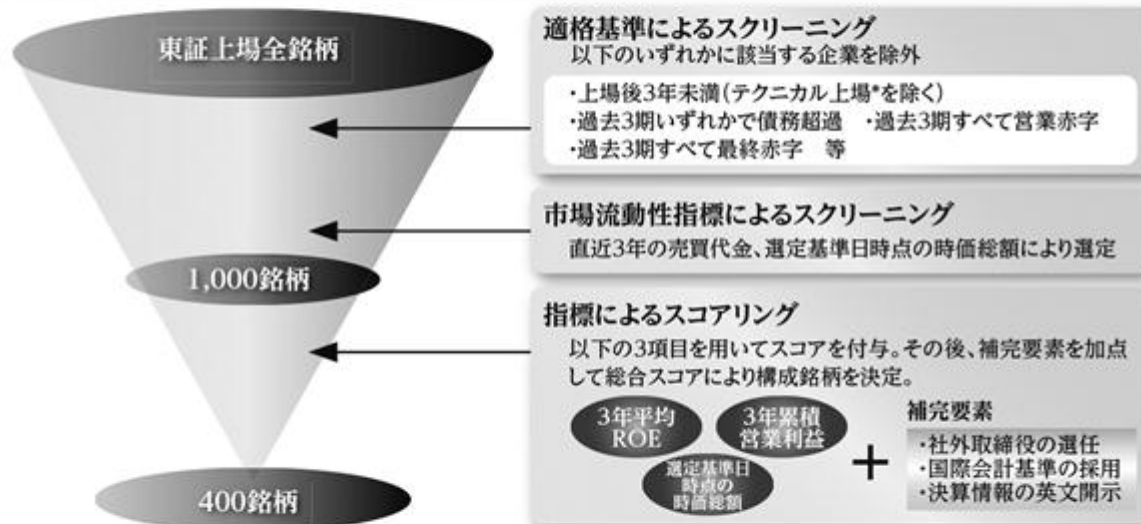 東証上場全銘柄
適格基準によるスクリーニング
以下のいずれかに該当する企業を除外
・上場後3年未満(テクニカル上場*を除く)
・過去3期いずれかで債務超過　・過去3期すべて営業赤字
・過去3期すべて最終赤字　等
市場流動性指標によるスクリーニング
直近3年の売買代金、選定基準日時点の時価総額により選定
1,000銘柄
指標によるスコアリング
以下の3項目を用いてスコアを付与。その後、補完要素を加点
して総合スコアにより構成銘柄を決定。
3年平均
ROE
3年累積
営業利益
選定基準日
時点の
時価総額
+
補完要素
・社外取締役の選任
・国際会計基準の採用
・決算情報の英文開示
400銘柄